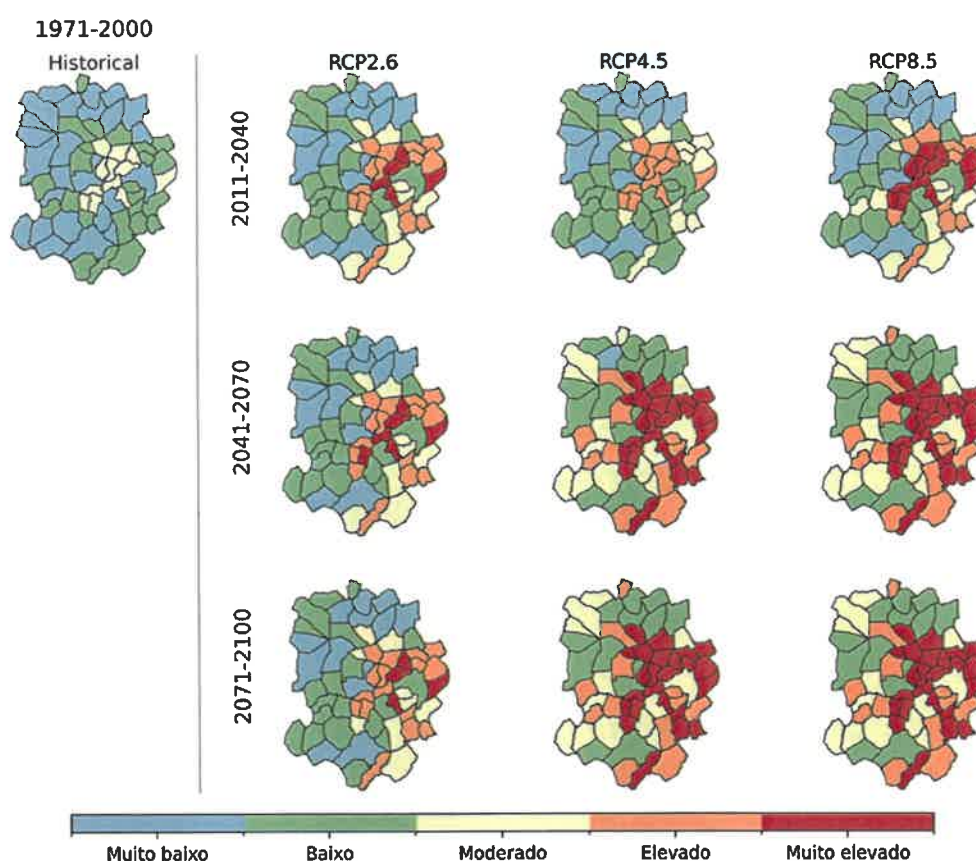 1971-2000
Historical
RCP2.6
RCP4.5
RCP8.5
2011-2040
2041-2070
2071-2100
Muito baixo
Baixo
Moderado
Elevado
Muito elevado